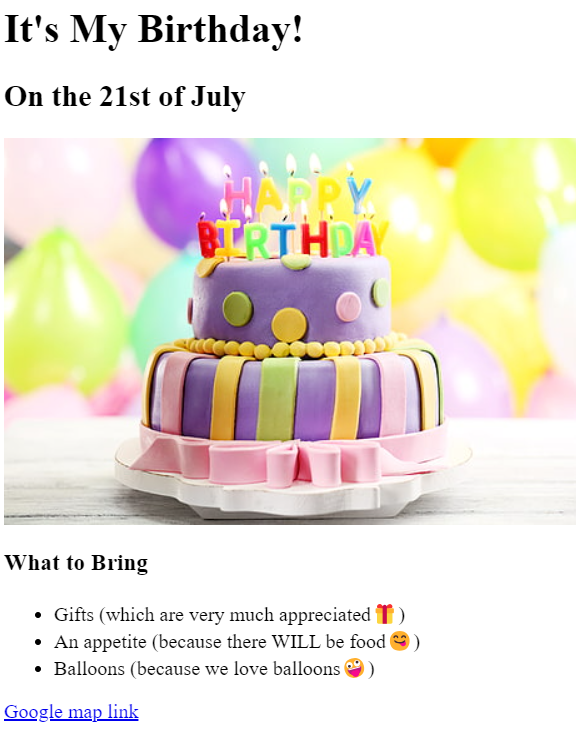 It's My Birthday!
On the 21st of July
HAPPY
BIRTHDAY
What to Bring
• Gifts (which are very much appreciated 🎁 )
• An appetite (because there WILL be food 😋 )
• Balloons (because we love balloons 🤪 )
Google map link